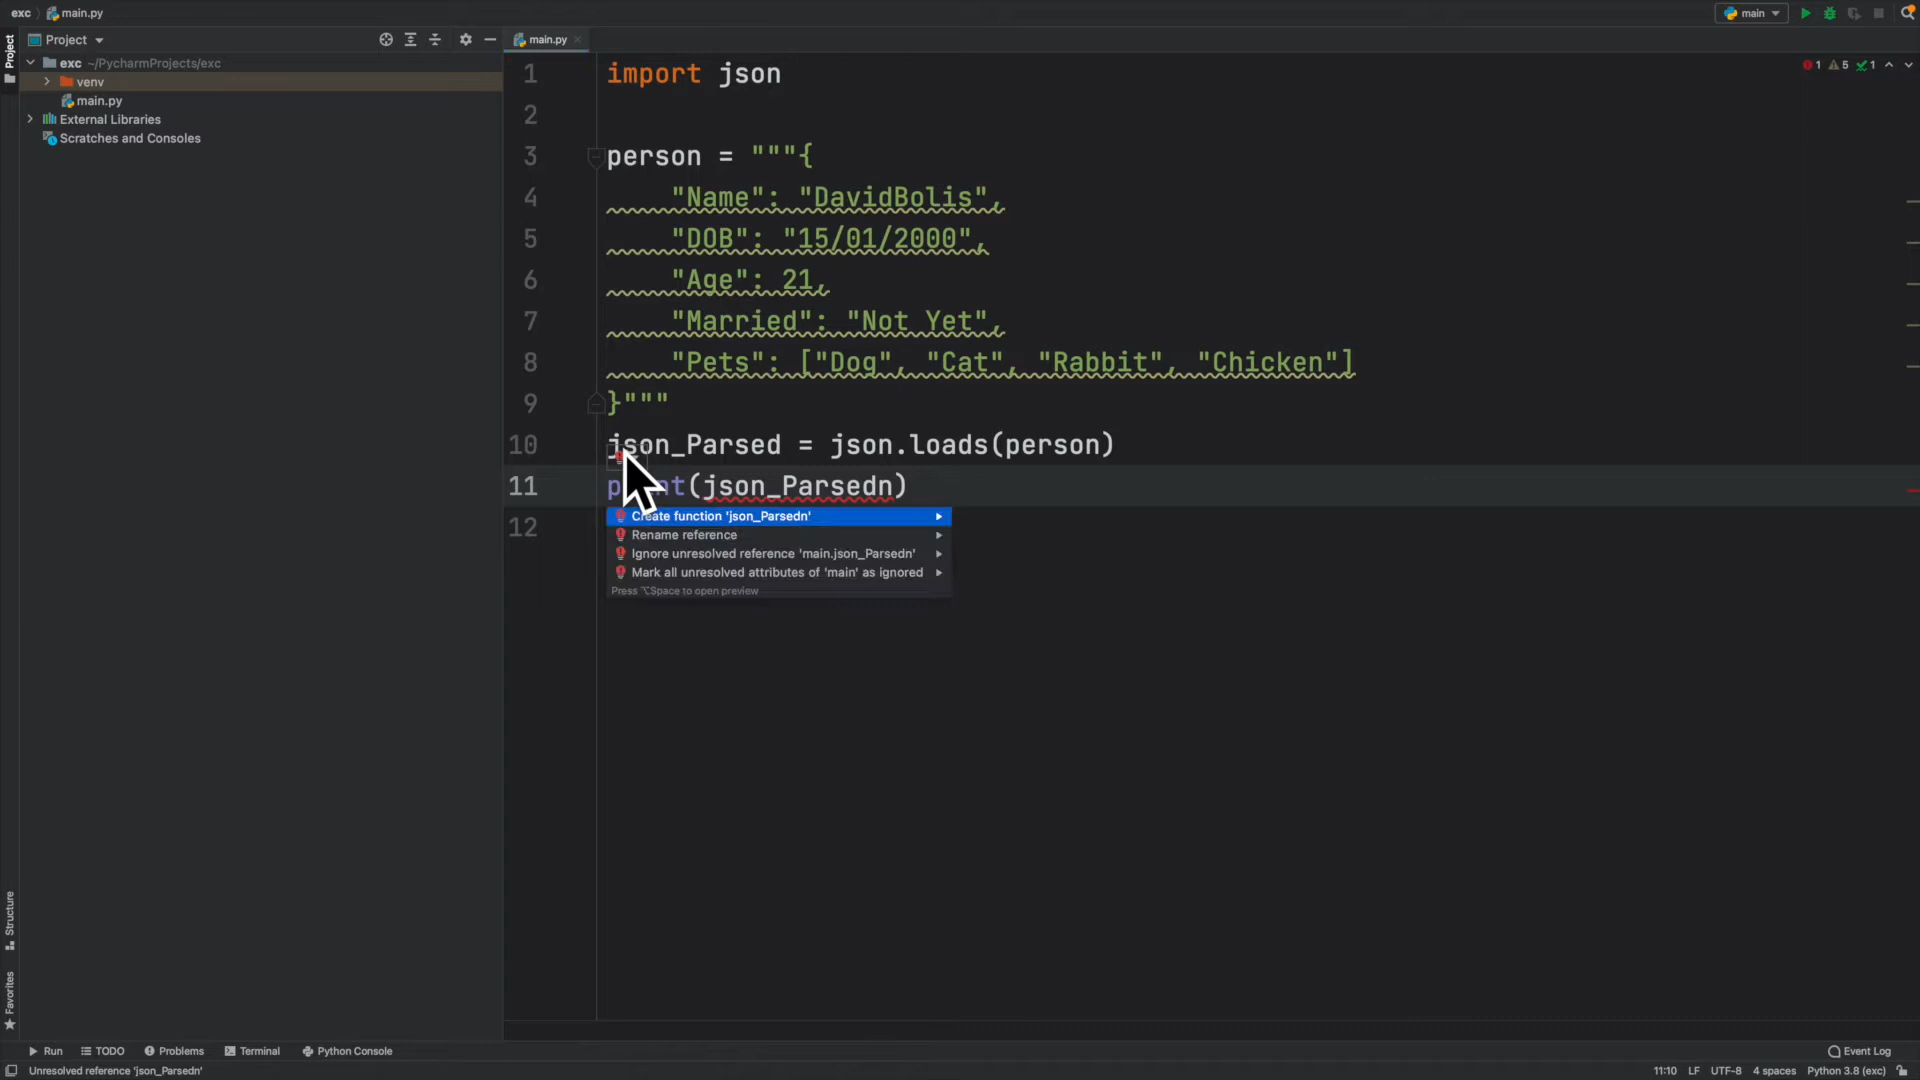 exc main.py
main
Project
Project
exc ~/PycharmProjects/exc
venv
main.py
External Libraries
Scratches and Consoles
main.py
1 5 1
1 import json
2
3 person = """{
4 "Name": "DavidBolis",
5 "DOB": "15/01/2000",
6 "Age": 21,
7 "Married": "Not Yet",
8 "Pets": ["Dog", "Cat", "Rabbit", "Chicken"]
9 }"""
10 json_Parsed = json.loads(person)
11 print(json_Parsedn)
12
Create function 'json_Parsedn'
Rename reference
Ignore unresolved reference 'main.json_Parsedn'
Mark all unresolved attributes of 'main' as ignored
Press ⌥Space to open preview
Structure
Favorites
Run TODO Problems Terminal Python Console Event Log
Unresolved reference 'json_Parsedn' 11:10 LF UTF-8 4 spaces Python 3.8 (exc)